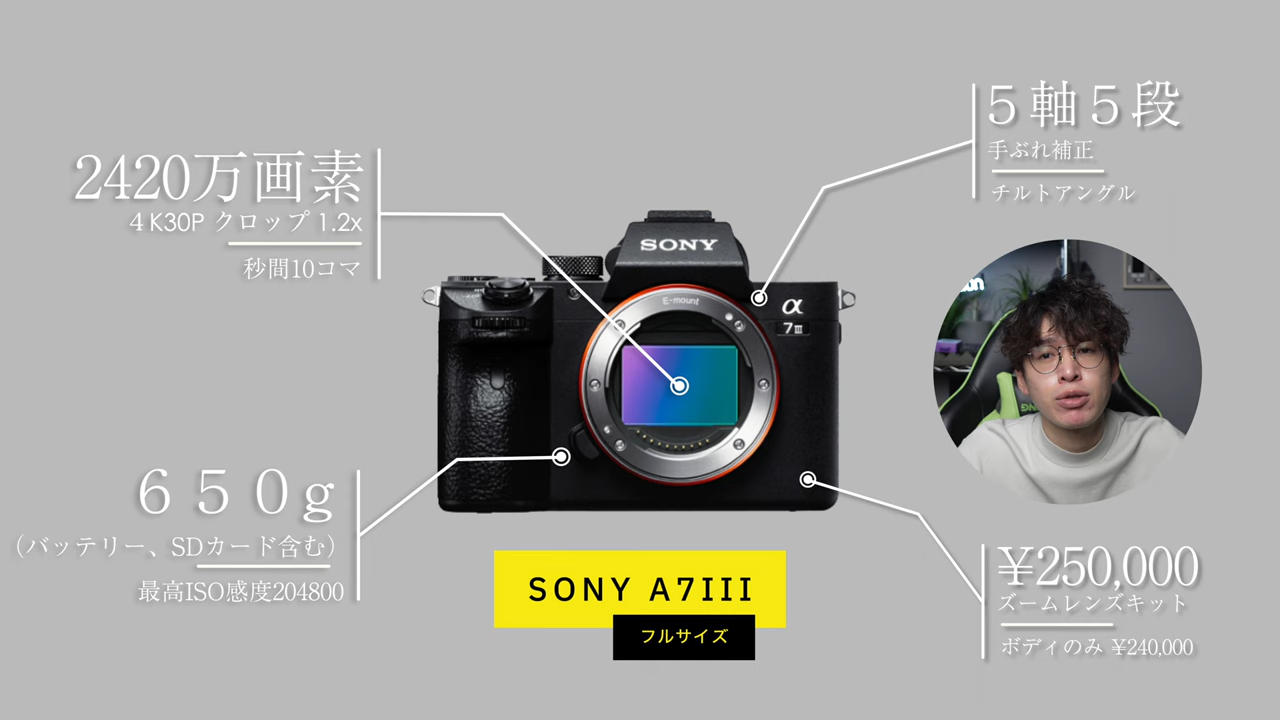 2420万画素
4K30P クロップ 1.2x
秒間10コマ
5軸5段
手ぶれ補正
チルトアングル
SONY
E-mount
α
7III
650g
(バッテリー、SDカード含む)
最高ISO感度204800
¥250,000
ズームレンズキット
ボディのみ ¥240,000
SONY A7III
フルサイズ